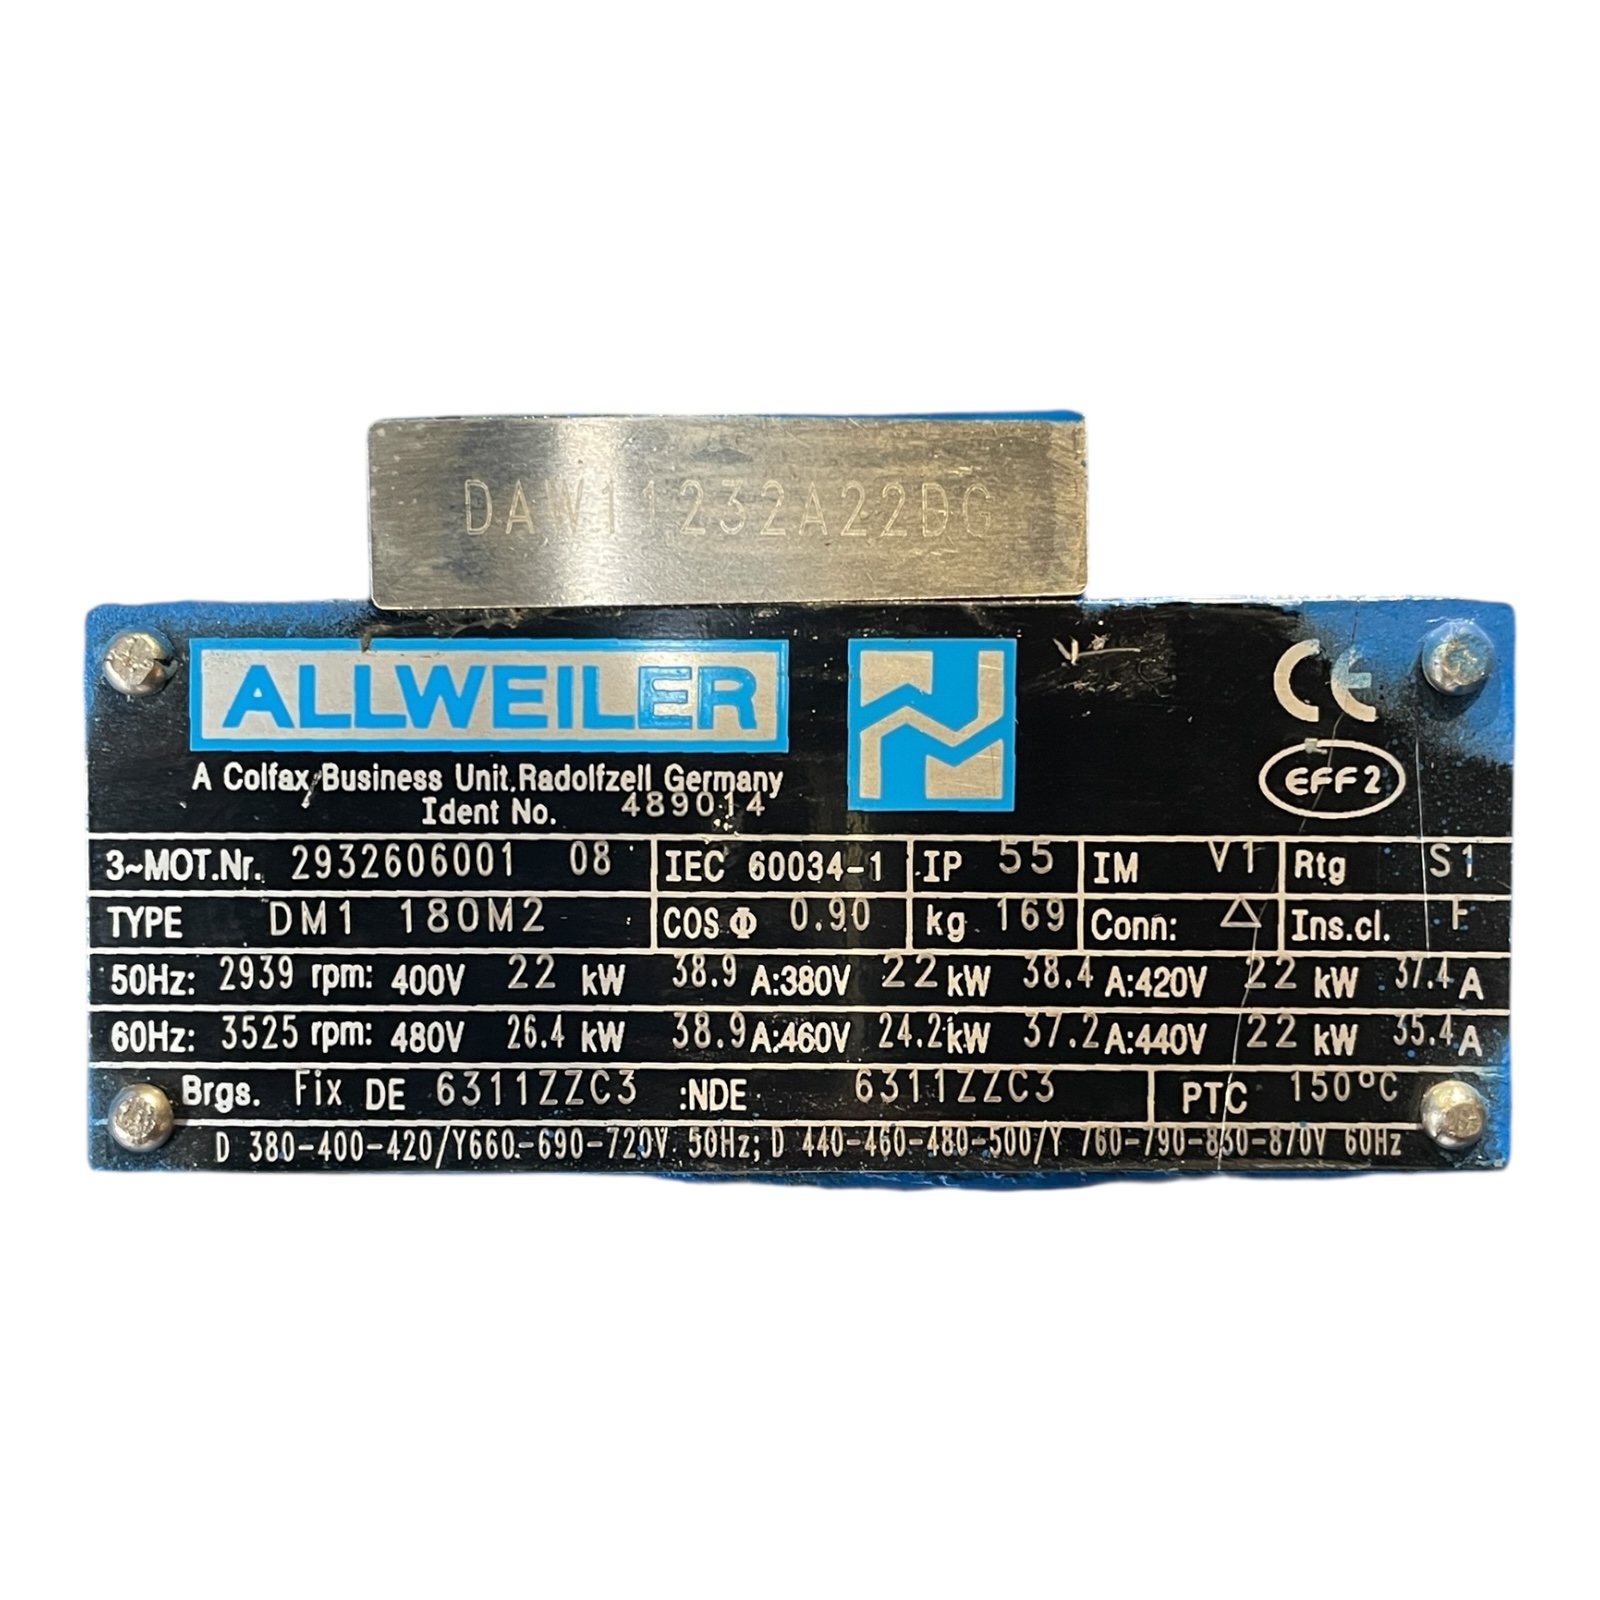 DAW11232A22DG
ALLWEILER
CE
A Colfax Business Unit, Radolfzell Germany
EFF2
Ident No. 489014
3~MOT.Nr. 2932606001 08 IEC 60034-1 IP 55 IM V1 Rtg S1
TYPE DM1 180M2 COS Φ 0.90 kg 169 Conn: △ Ins.cl. F
50Hz: 2939 rpm: 400V 22 kW 38.9 A:380V 22 kW 38.4 A:420V 22 kW 37.4 A
60Hz: 3525 rpm: 480V 26.4 kW 38.9 A:460V 24.2 kW 37.2 A:440V 22 kW 35.4 A
Brgs. Fix DE 6311ZZC3 :NDE 6311ZZC3 PTC 150°C
D 380-400-420/Y660-690-720V 50Hz; D 440-460-480-500/Y 760-790-830-870V 60Hz